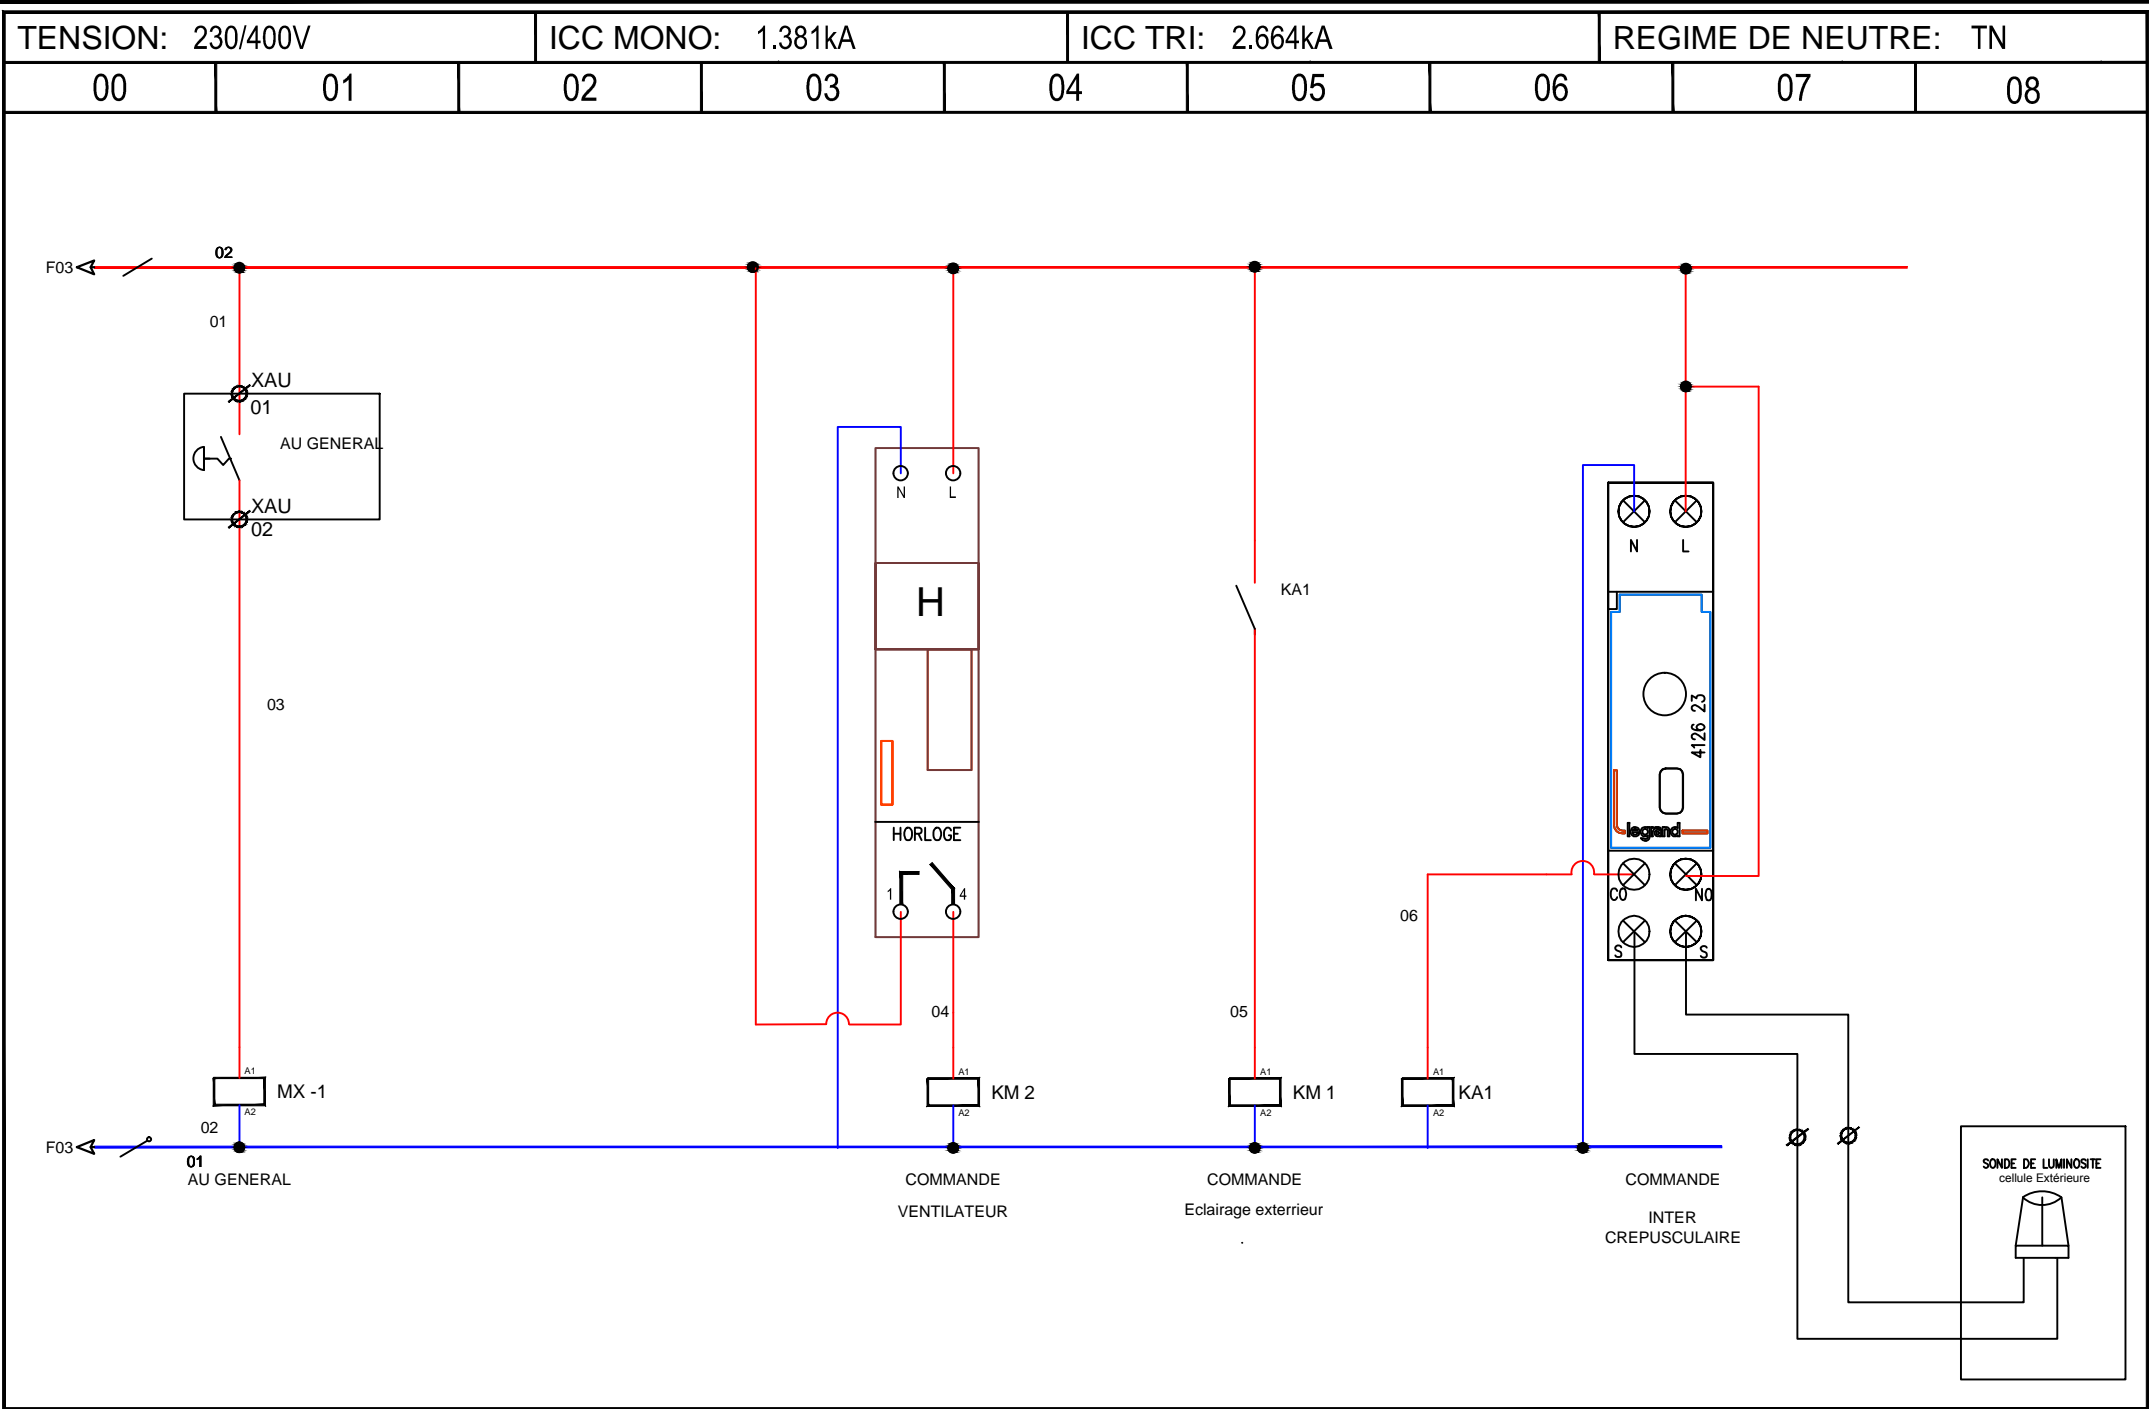 TENSION: 230/400V ICC MONO: 1.381kA ICC TRI: 2.664kA REGIME DE NEUTRE: TN
00 01 02 03 04 05 06 07 08
F03 02
01
XAU
01
AU GENERAL
XAU
02
03
A1
MX -1
A2
02
F03
01
AU GENERAL
N L
H
HORLOGE
1 4
04
A1
KM 2
A2
COMMANDE
VENTILATEUR
KA1
05
A1
KM 1
A2
COMMANDE
Eclairage exterrieur
.
06
A1
KA1
A2
N L
4126 23
legrand
CO NO
S S
COMMANDE
INTER
CREPUSCULAIRE
SONDE DE LUMINOSITE
cellule Extérieure